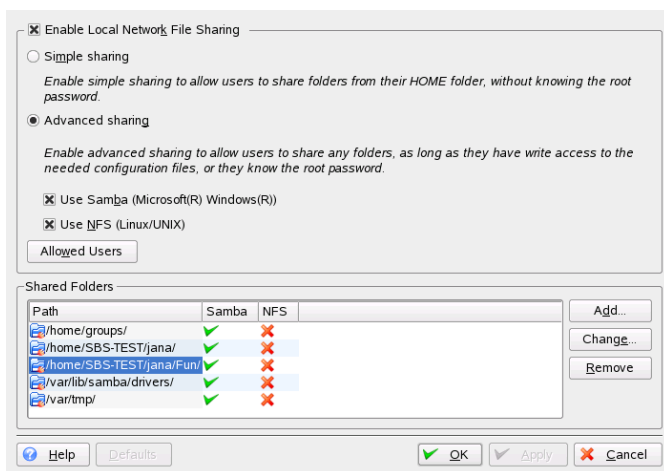 Enable Local Network File Sharing
Simple sharing
Enable simple sharing to allow users to share folders from their HOME folder, without knowing the root
password.
Advanced sharing
Enable advanced sharing to allow users to share any folders, as long as they have write access to the
needed configuration files, or they know the root password.
Use Samba (Microsoft(R) Windows(R))
Use NFS (Linux/UNIX)
Allowed Users
Shared Folders
Path Samba NFS
/home/groups/
/home/SBS-TEST/jana/
/home/SBS-TEST/jana/Fun/
/var/lib/samba/drivers/
/var/tmp/
Add...
Change...
Remove
Help Defaults OK Apply Cancel